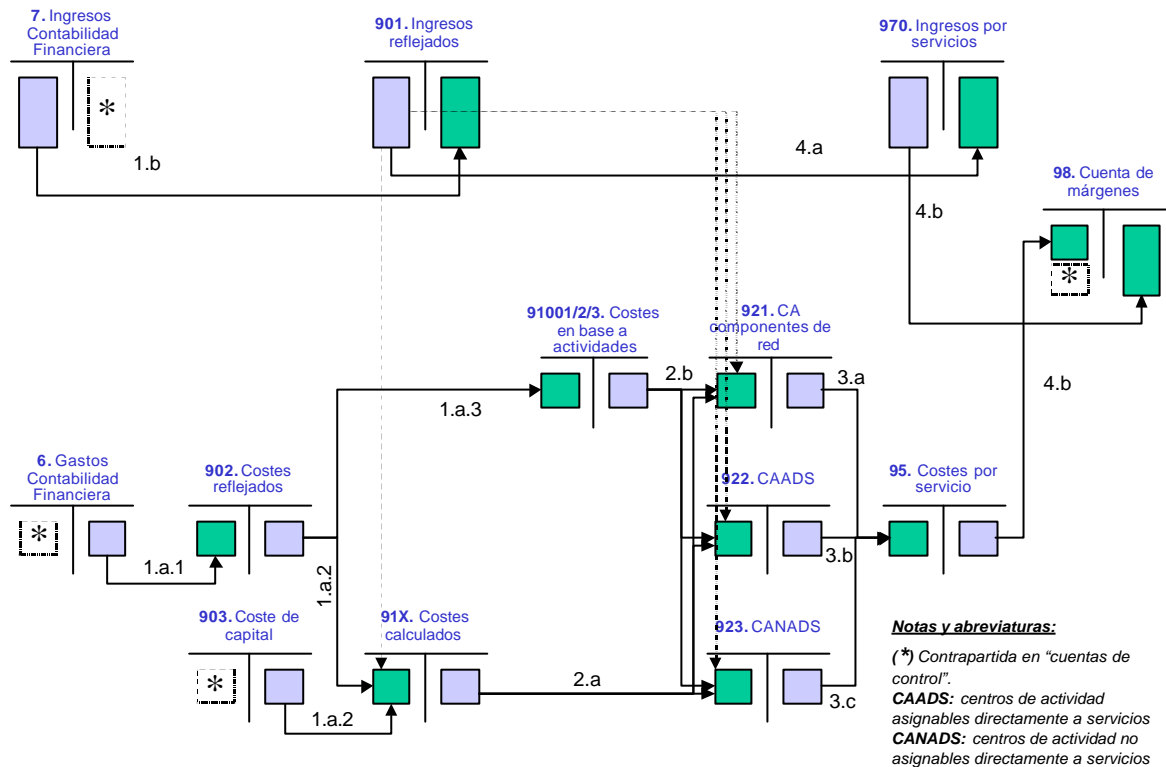 7. Ingresos
Contabilidad
Financiera
901. Ingresos
reflejados
970. Ingresos por
servicios
*
1.b
4.a
98. Cuenta de
márgenes
4.b
*
91001/2/3. Costes
en base a
actividades
921. CA
componentes de
red
2.b
3.a
1.a.3
4.b
6. Gastos
Contabilidad
Financiera
902. Costes
reflejados
922. CAADS
95. Costes por
servicio
*
1.a.1
1.a.2
3.b
903. Coste de
capital
91X. Costes
calculados
923. CANADS
*
1.a.2
2.a
3.c
Notas y abreviaturas:
(*) Contrapartida en “cuentas de
control”.
CAADS: centros de actividad
asignables directamente a servicios
CANADS: centros de actividad no
asignables directamente a servicios